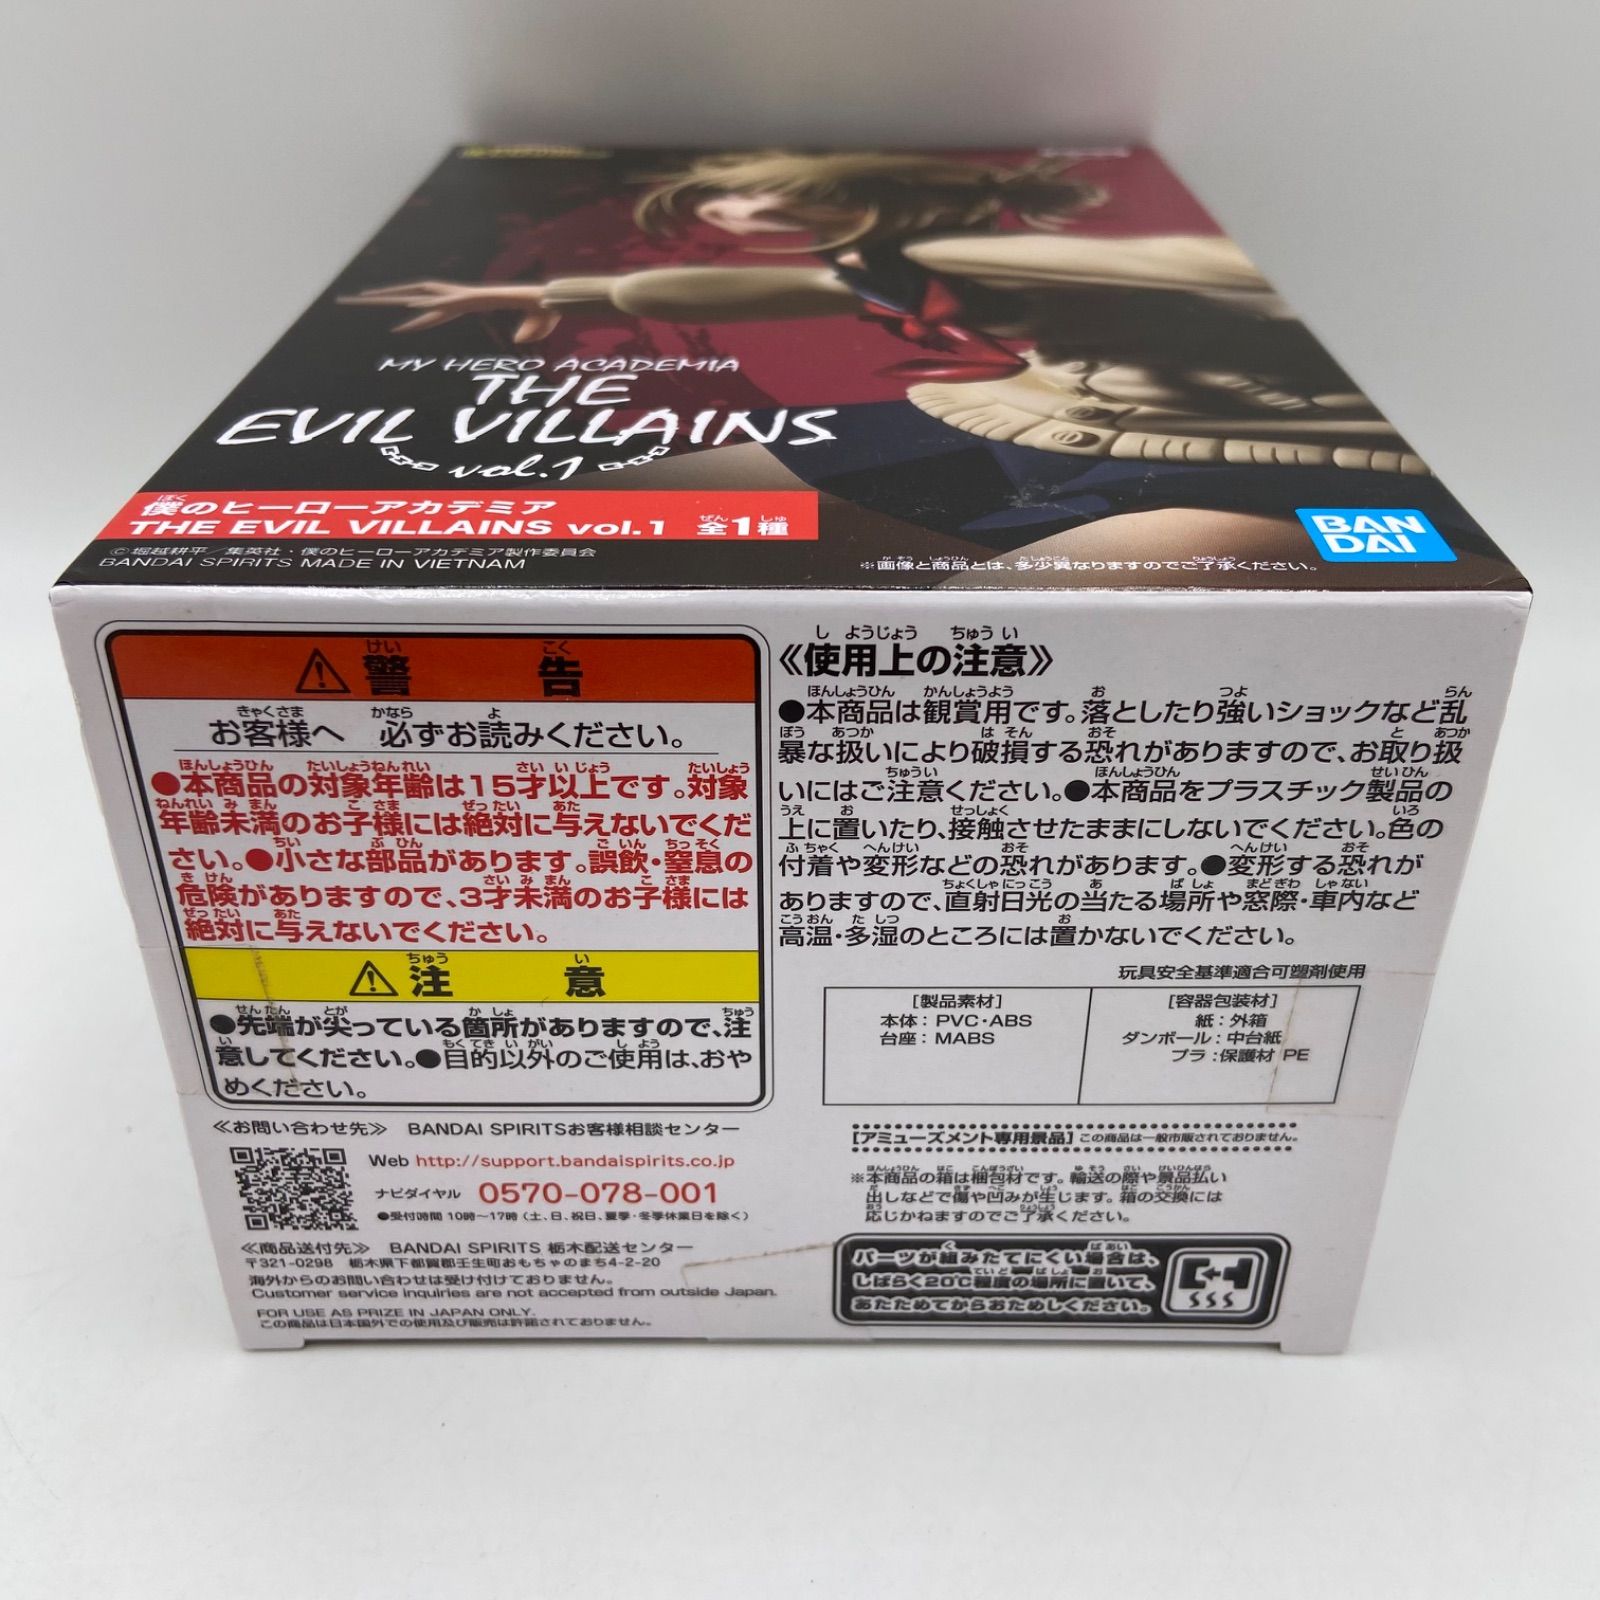 MY HERO ACADEMIA
THE
EVIL VILLAINS
vol.1
僕のヒーローアカデミア
THE EVIL VILLAINS vol.1 全1種
©堀越耕平/集英社・僕のヒーローアカデミア製作委員会
BANDAI SPIRITS MADE IN VIETNAM
※画像と商品とは、多少異なりますのでご了承ください。
BAN
DAI
警告
お客様へ 必ずお読みください。
●本商品の対象年齢は15才以上です。対象
年齢未満のお子様には絶対に与えないでくだ
さい。●小さな部品があります。誤飲・窒息の
危険がありますので、3才未満のお子様には
絶対に与えないでください。
注意
●先端が尖っている箇所がありますので、注
意してください。●目的以外のご使用は、おや
めください。
《お問い合わせ先》 BANDAI SPIRITSお客様相談センター
Web http://support.bandaispirits.co.jp
ナビダイヤル 0570-078-001
●受付時間 10時〜17時(土、日、祝日、夏季・冬季休業日を除く)
《商品送付先》 BANDAI SPIRITS 栃木配送センター
〒321-0298 栃木県下都賀郡壬生町おもちゃのまち4-2-20
海外からのお問い合わせは受け付けておりません。
Customer service inquiries are not accepted from outside Japan.
FOR USE AS PRIZE IN JAPAN ONLY.
この商品は日本国外での使用及び販売は許諾されておりません。
《使用上の注意》
●本商品は観賞用です。落としたり強いショックなど乱
暴な扱いにより破損する恐れがありますので、お取り扱
いにはご注意ください。●本商品をプラスチック製品の
上に置いたり、接触させたままにしないでください。色の
付着や変形などの恐れがあります。●変形する恐れが
ありますので、直射日光の当たる場所や窓際・車内など
高温・多湿のところには置かないでください。
玩具安全基準適合可塑剤使用
[製品素材]
本体:PVC・ABS
台座:MABS
[容器包装材]
紙:外箱
ダンボール:中台紙
プラ:保護材 PE
[アミューズメント専用景品] この商品は一般市販されておりません。
※本商品の箱は梱包材です。輸送の際や景品払い
出しなどで傷や凹みが生じます。箱の交換には
応じかねますのでご了承ください。
パーツが組みたてにくい場合は、
しばらく20℃程度の場所に置いて、
あたためてからおためしください。